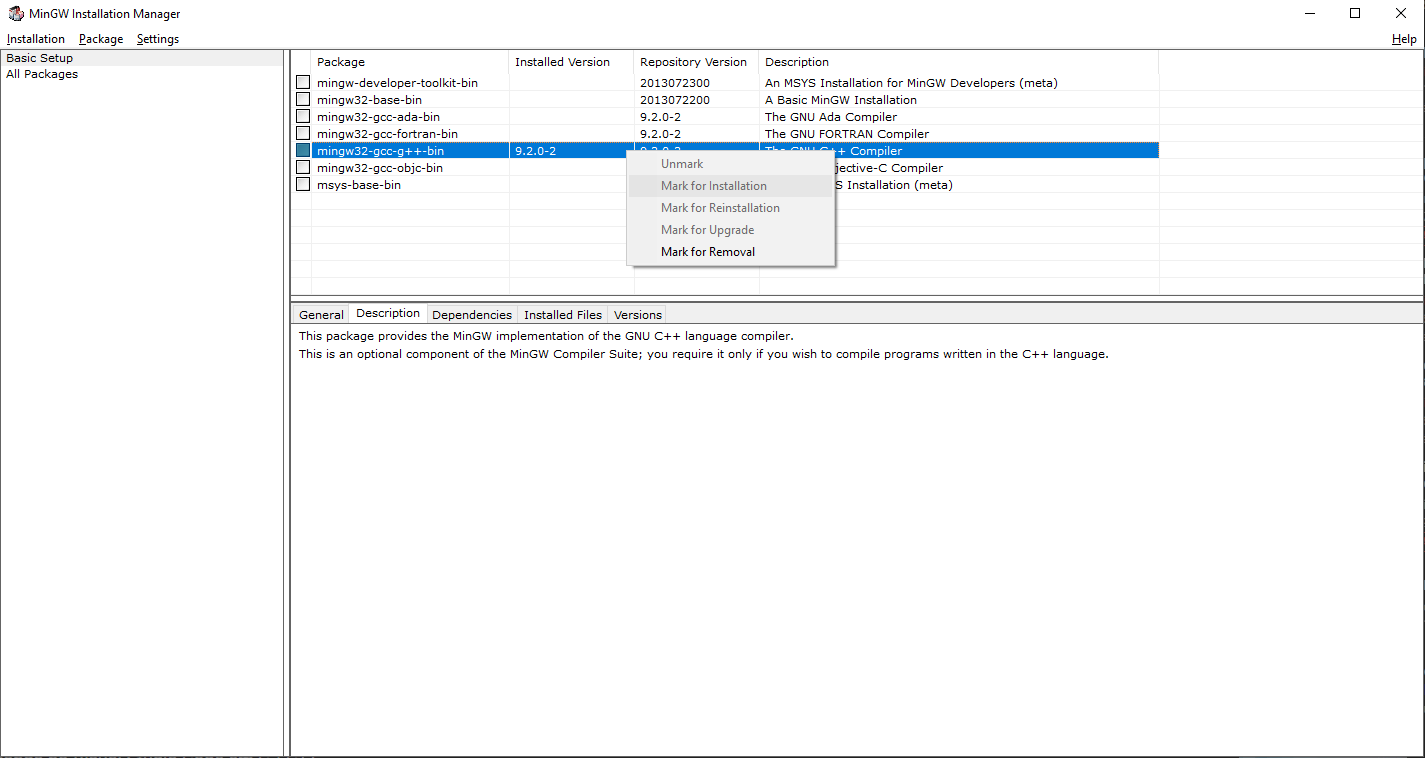 MinGW Installation Manager
Installation Package Settings Help
Basic Setup
All Packages
Package Installed Version Repository Version Description
mingw-developer-toolkit-bin 2013072300 An MSYS Installation for MinGW Developers (meta)
mingw32-base-bin 2013072200 A Basic MinGW Installation
mingw32-gcc-ada-bin 9.2.0-2 The GNU Ada Compiler
mingw32-gcc-fortran-bin 9.2.0-2 The GNU FORTRAN Compiler
mingw32-gcc-g++-bin 9.2.0-2 9.2.0-2 The GNU C++ Compiler
mingw32-gcc-objc-bin jective-C Compiler
msys-base-bin S Installation (meta)
Unmark
Mark for Installation
Mark for Reinstallation
Mark for Upgrade
Mark for Removal
General Description Dependencies Installed Files Versions
This package provides the MinGW implementation of the GNU C++ language compiler.
This is an optional component of the MinGW Compiler Suite; you require it only if you wish to compile programs written in the C++ language.